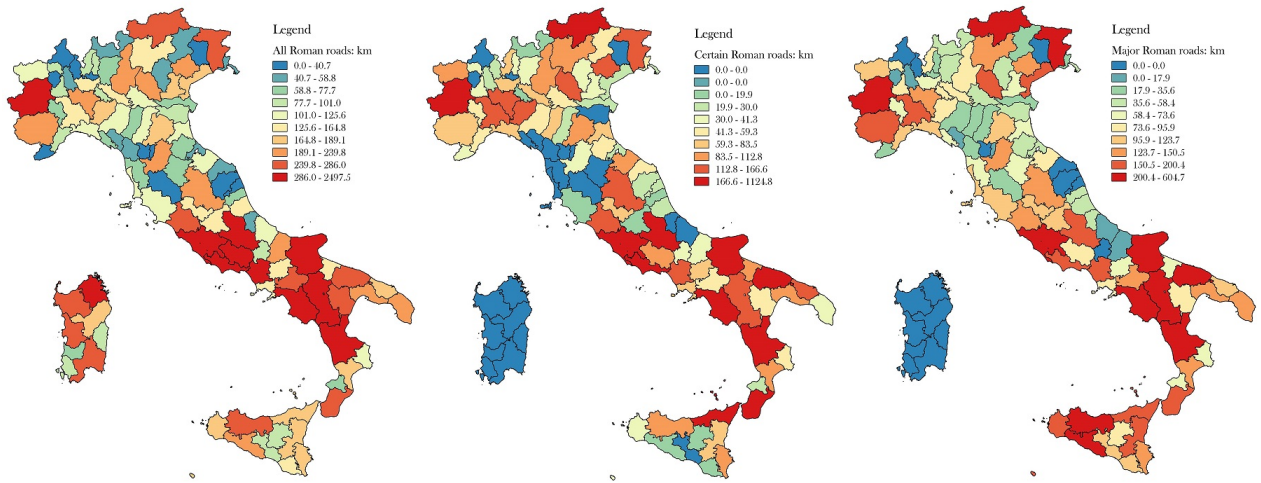 Legend
All Roman roads: km
0.0 - 40.7
40.7 - 58.8
58.8 - 77.7
77.7 - 101.0
101.0 - 125.6
125.6 - 164.8
164.8 - 189.1
189.1 - 239.8
239.8 - 286.0
286.0 - 2497.5
Legend
Certain Roman roads: km
0.0 - 0.0
0.0 - 0.0
0.0 - 19.9
19.9 - 30.0
30.0 - 41.3
41.3 - 59.3
59.3 - 83.5
83.5 - 112.8
112.8 - 166.6
166.6 - 1124.8
Legend
Major Roman roads: km
0.0 - 0.0
0.0 - 17.9
17.9 - 35.6
35.6 - 58.4
58.4 - 73.6
73.6 - 95.9
95.9 - 123.7
123.7 - 150.5
150.5 - 200.4
200.4 - 604.7